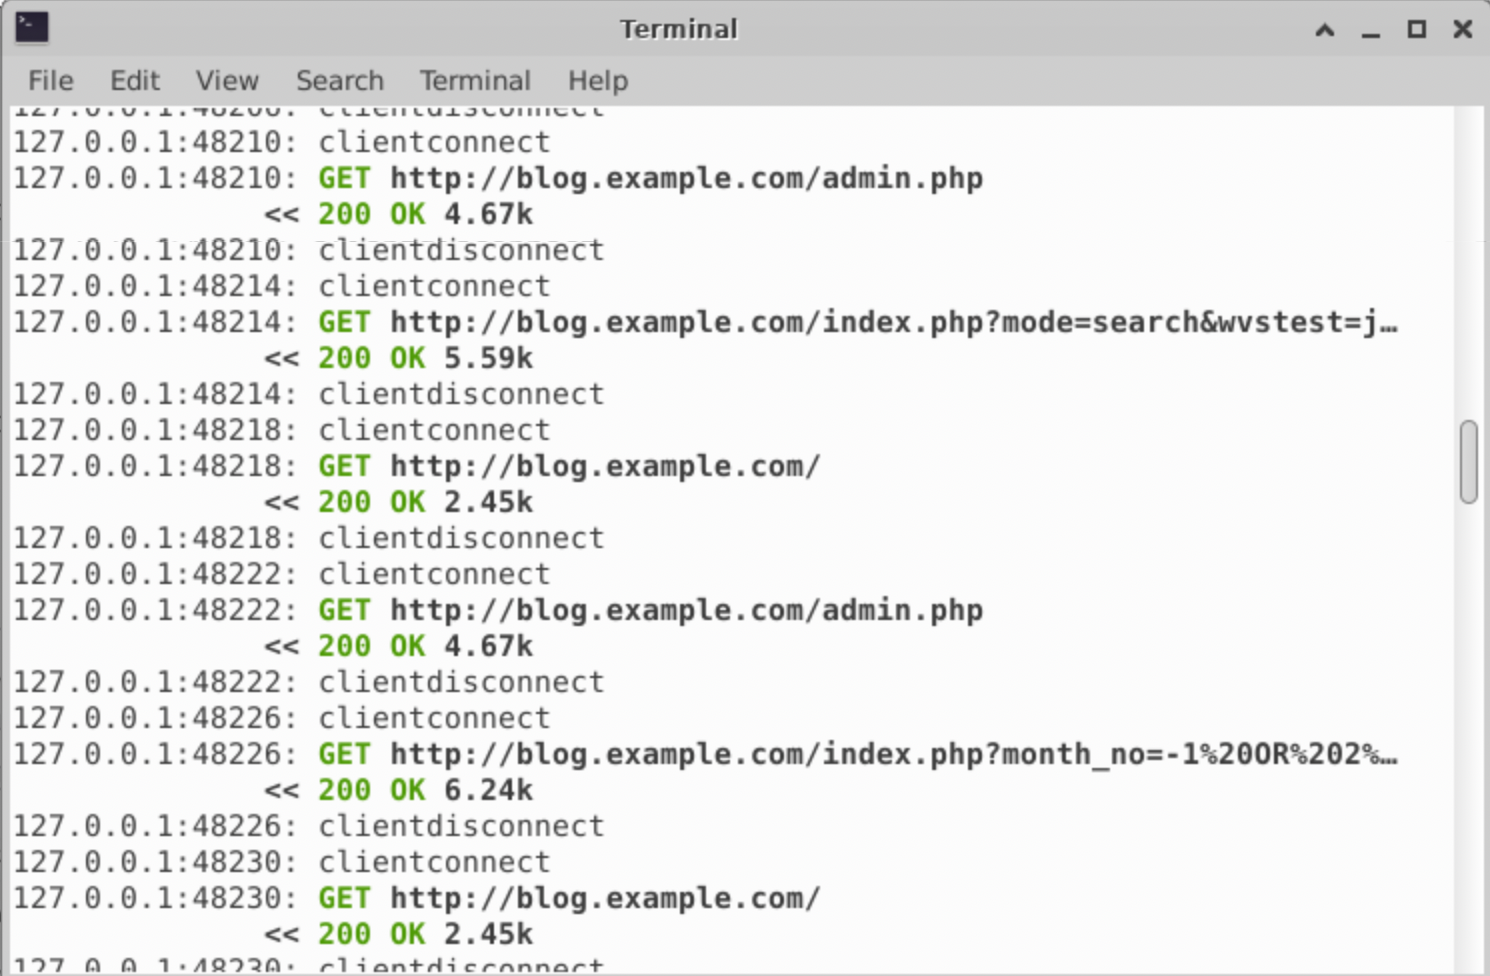 Terminal
File Edit View Search Terminal Help
127.0.0.1:48206: clientdisconnect
127.0.0.1:48210: clientconnect
127.0.0.1:48210: GET http://blog.example.com/admin.php
<< 200 OK 4.67k
127.0.0.1:48210: clientdisconnect
127.0.0.1:48214: clientconnect
127.0.0.1:48214: GET http://blog.example.com/index.php?mode=search&wvstest=j…
<< 200 OK 5.59k
127.0.0.1:48214: clientdisconnect
127.0.0.1:48218: clientconnect
127.0.0.1:48218: GET http://blog.example.com/
<< 200 OK 2.45k
127.0.0.1:48218: clientdisconnect
127.0.0.1:48222: clientconnect
127.0.0.1:48222: GET http://blog.example.com/admin.php
<< 200 OK 4.67k
127.0.0.1:48222: clientdisconnect
127.0.0.1:48226: clientconnect
127.0.0.1:48226: GET http://blog.example.com/index.php?month_no=-1%20OR%202%…
<< 200 OK 6.24k
127.0.0.1:48226: clientdisconnect
127.0.0.1:48230: clientconnect
127.0.0.1:48230: GET http://blog.example.com/
<< 200 OK 2.45k
127.0.0.1:48230: clientdisconnect